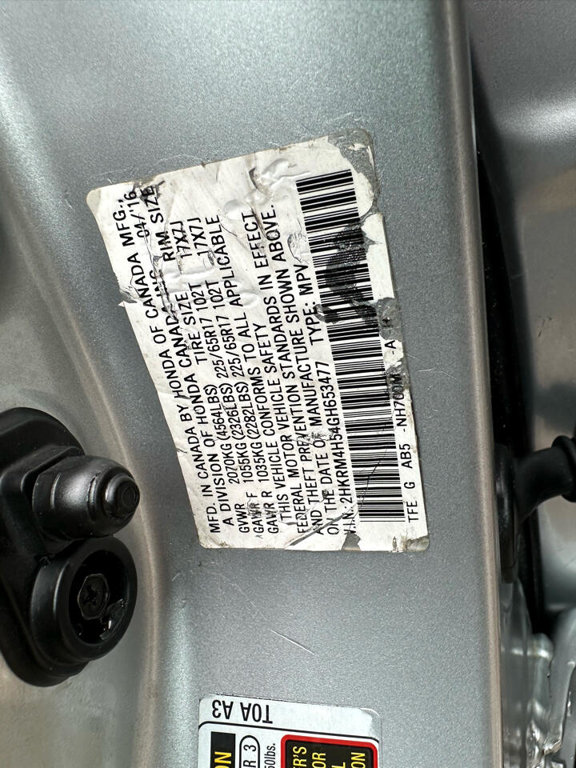 MFD. IN CANADA BY HONDA OF CANADA MFG.,
A DIVISION OF HONDA CANADA INC. 04/'16
TIRE SIZE RIM SIZE
GVWR 2070KG(4564LBS)
GAWR F 1055KG(2326LBS) 225/65R17 102T 17X7J
GAWR R 1035KG(2282LBS) 225/65R17 102T 17X7J
THIS VEHICLE CONFORMS TO ALL APPLICABLE
FEDERAL MOTOR VEHICLE SAFETY
AND THEFT PREVENTION STANDARDS IN EFFECT
ON THE DATE OF MANUFACTURE SHOWN ABOVE.
V.I.N. 2HKRM4H54GH653477 TYPE: MPV
TFE G AB5 -NH700M -A
T0A A3
R 3